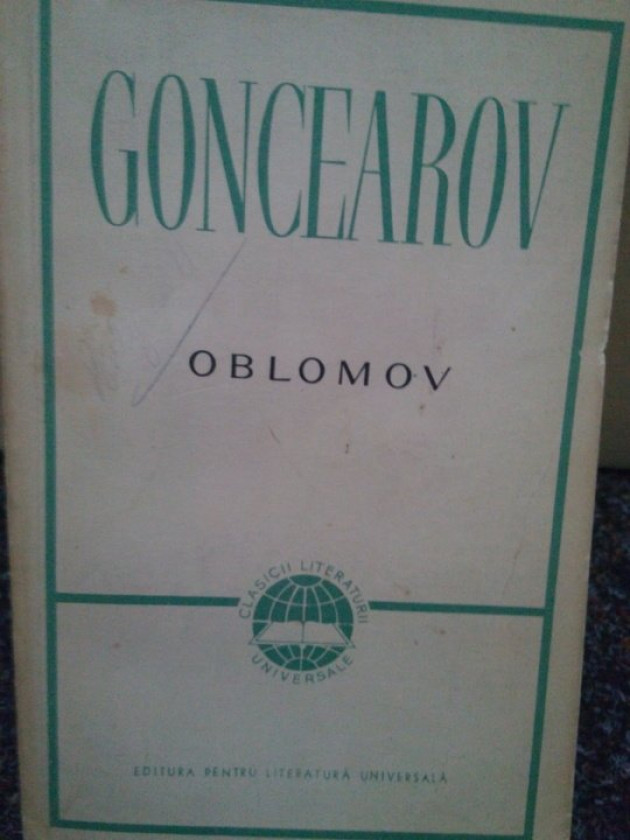 GONCEAROV
OBLOMOV
CLASICII LITERATURII
UNIVERSALE
EDITURA PENTRU LITERATURĂ UNIVERSALĂ